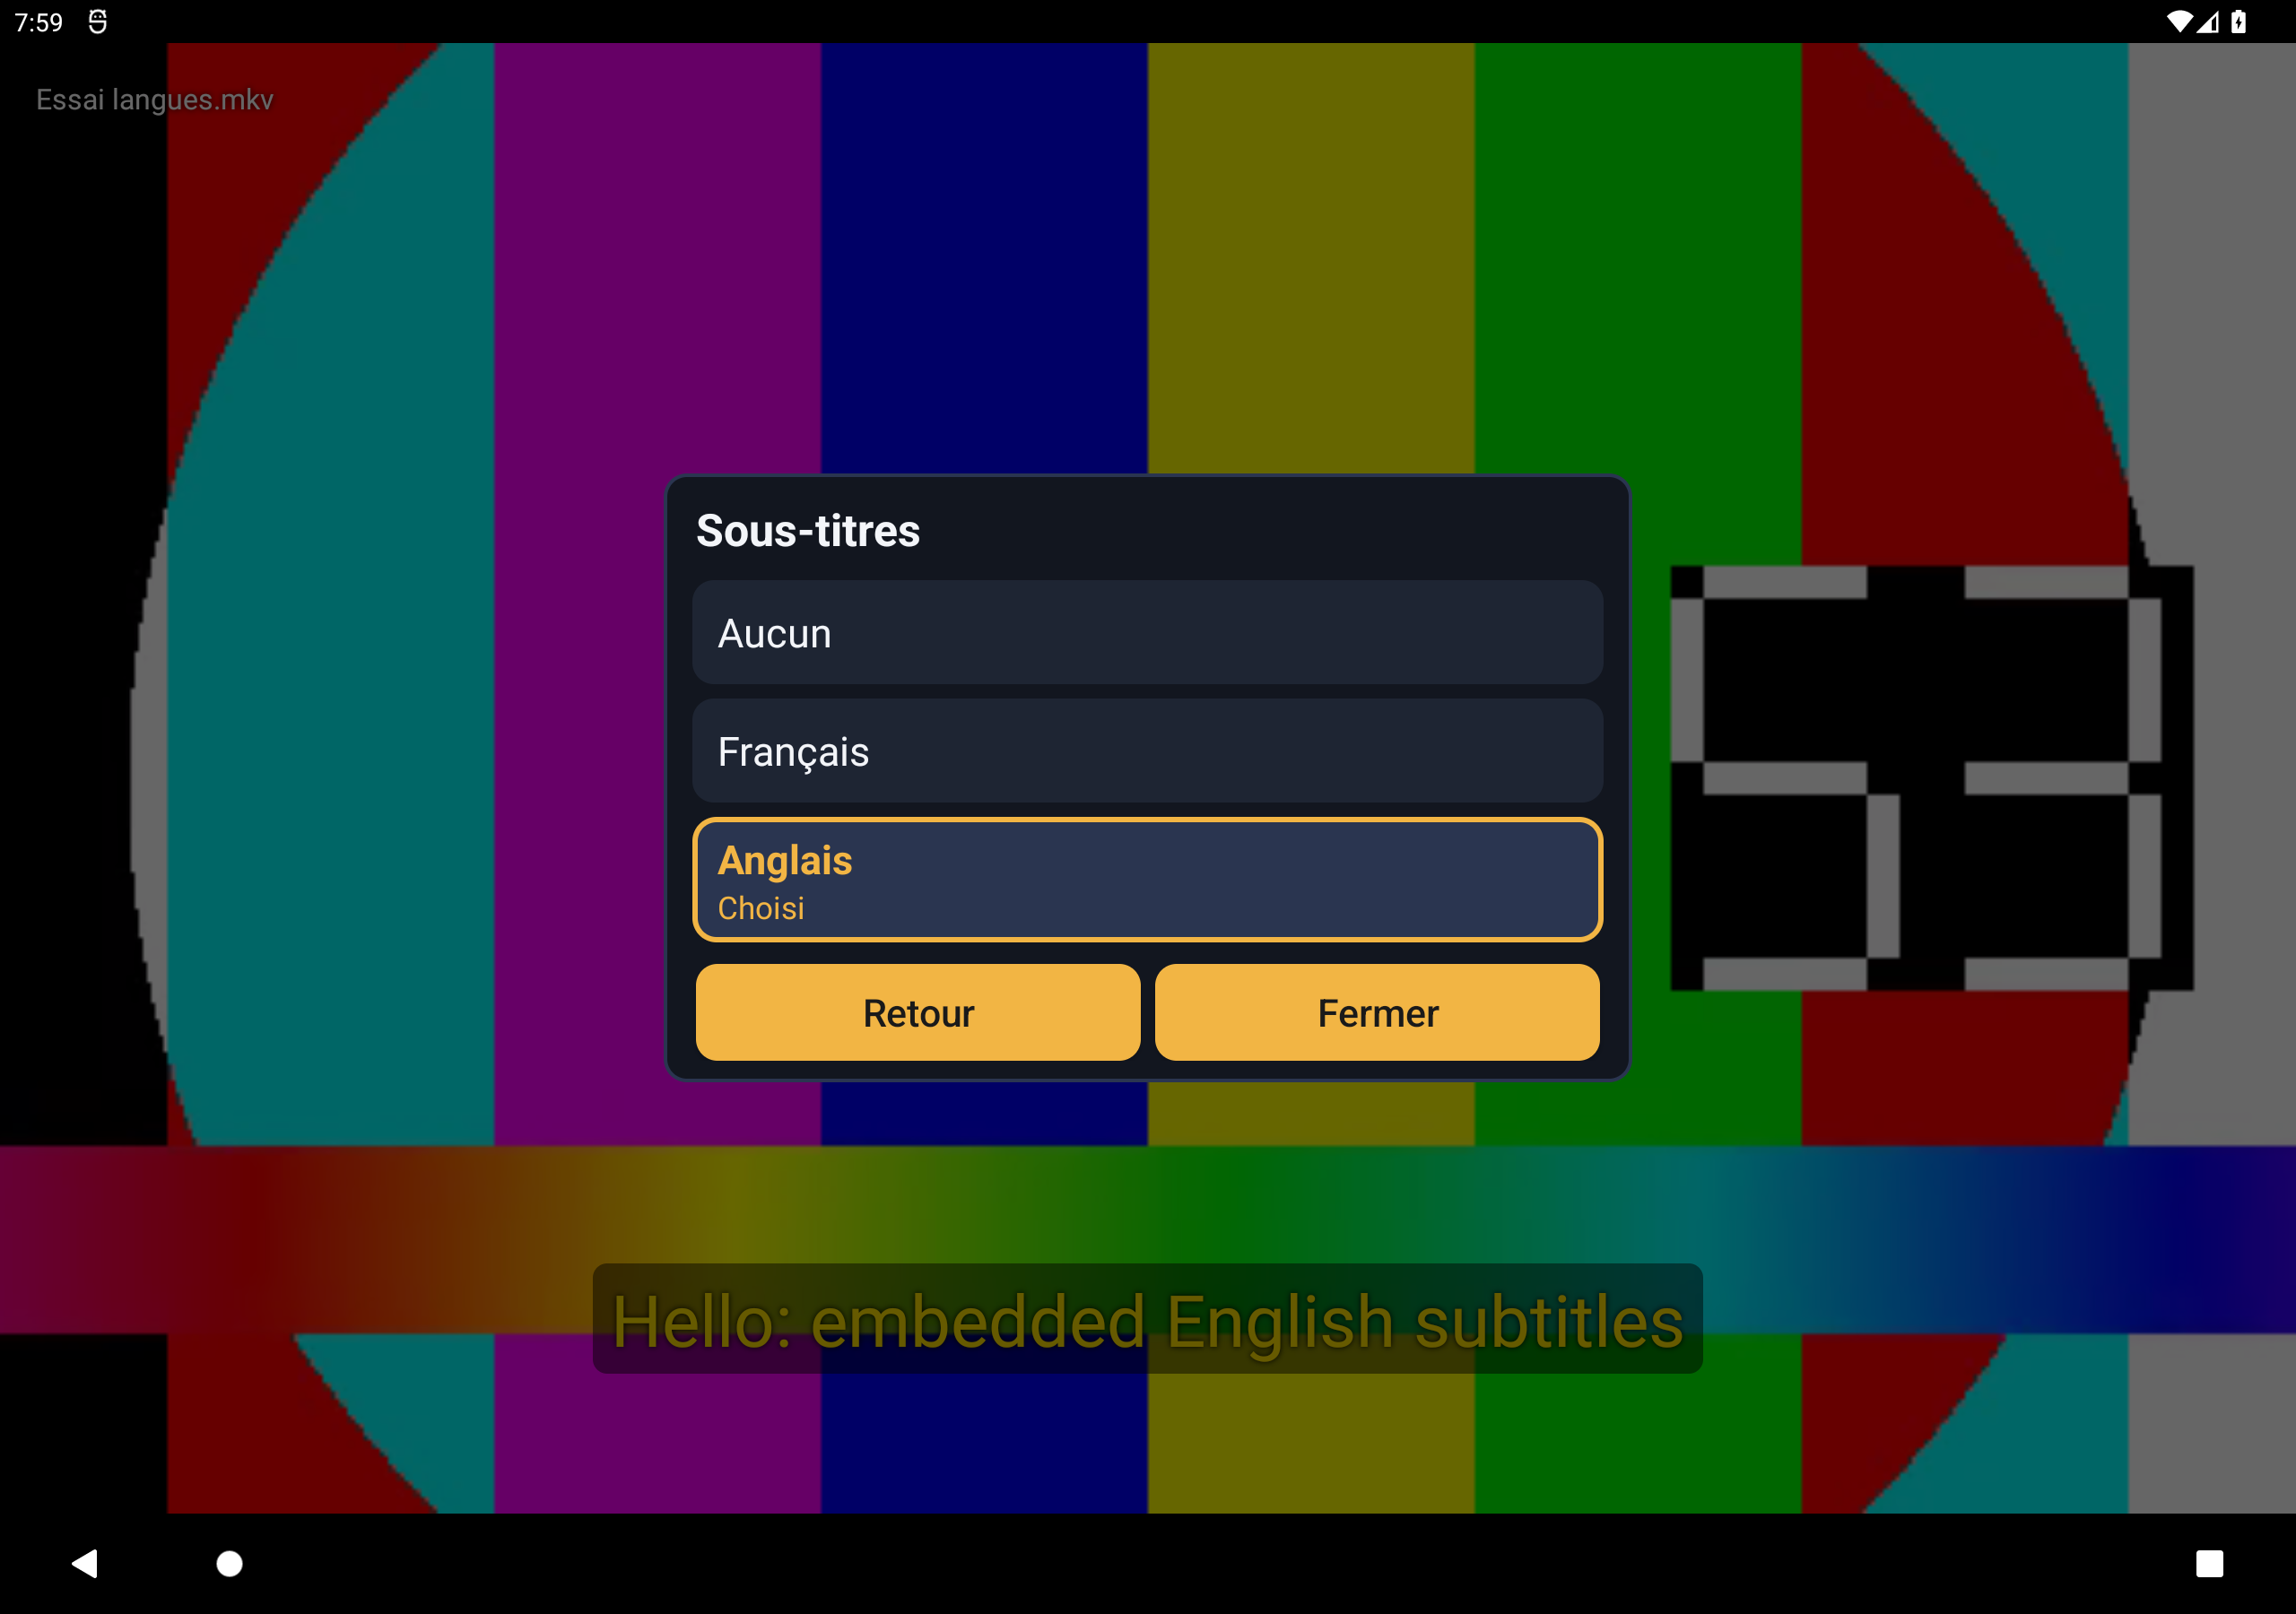 7:59
Essai langues.mkv
Sous-titres
Aucun
Français
Anglais
Choisi
Retour
Fermer
Hello: embedded English subtitles